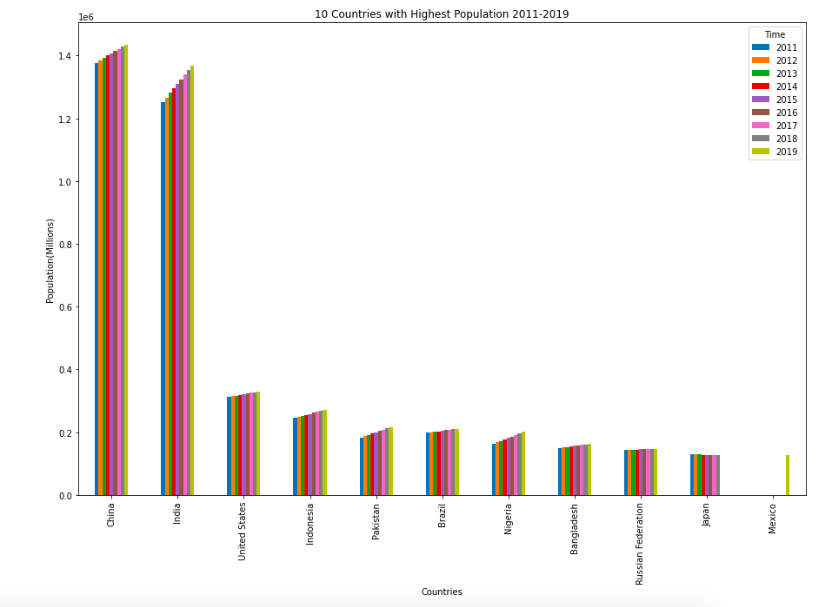 10 Countries with Highest Population 2011-2019
1e6
Time
2011
2012
2013
2014
2015
2016
2017
2018
2019
1.4
1.2
1.0
0.8
0.6
0.4
0.2
0.0
Population(Millions)
China
India
United States
Indonesia
Pakistan
Brazil
Nigeria
Bangladesh
Russian Federation
Japan
Mexico
Countries